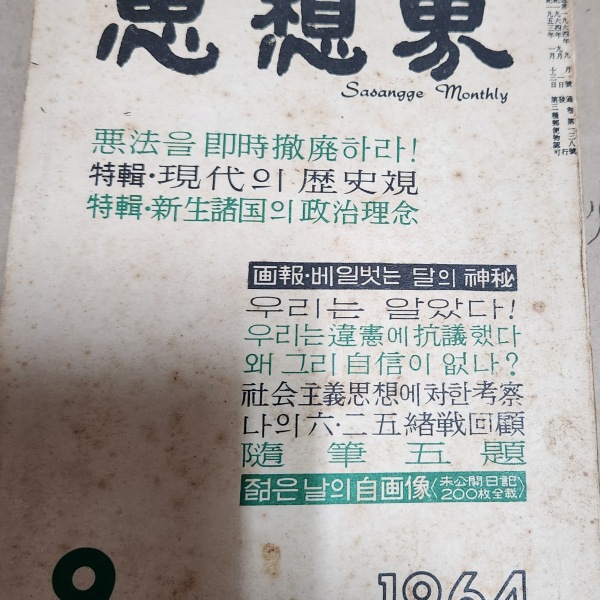 思想界
Sasangge Monthly
悪法을 即時撤廃하라!
特輯·現代의 歷史観
特輯·新生諸国의 政治理念
画報·베일벗는 달의 神秘
우리는 알았다!
우리는 違憲에 抗議했다
왜 그리 自信이 없나?
社会主義思想에 対한 考察
나의 六·二五緖戦回顧
隨筆五題
젊은 날의 自画像〈未公開日記 200枚全載〉
9
1964